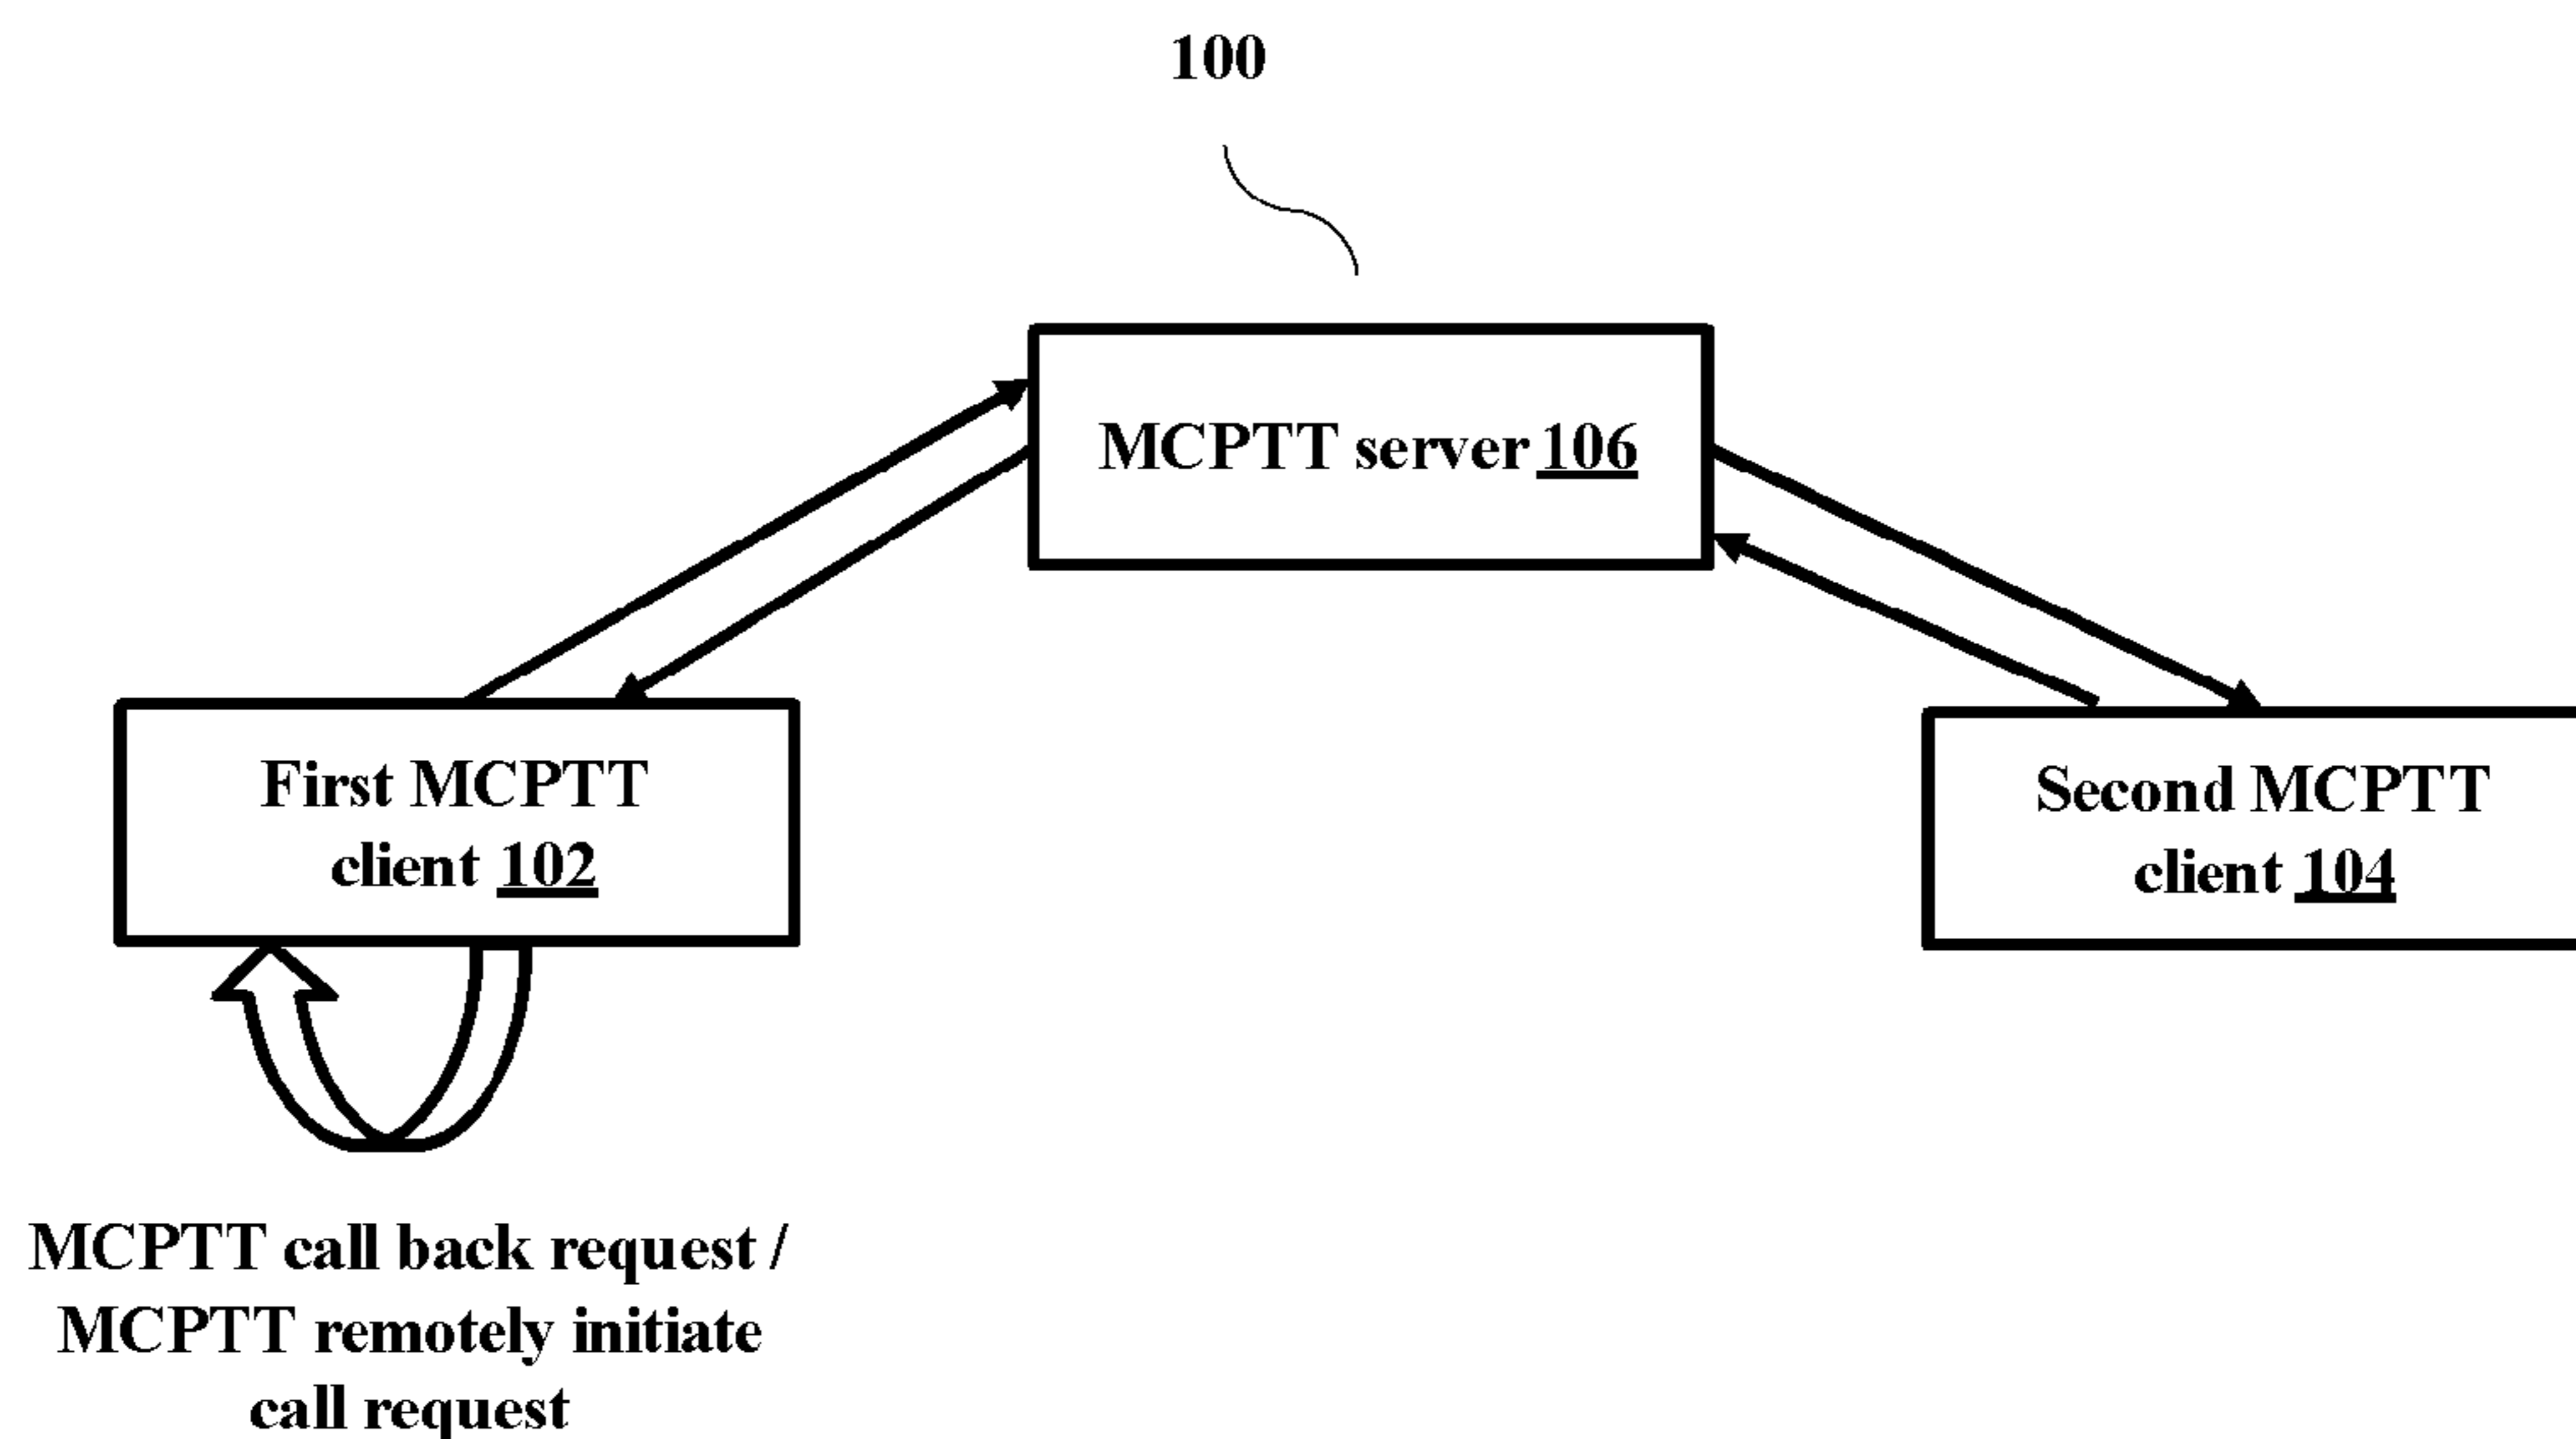 100
MCPTT server 106
First MCPTT
client 102
Second MCPTT
client 104
MCPTT call back request /
MCPTT remotely initiate
call request